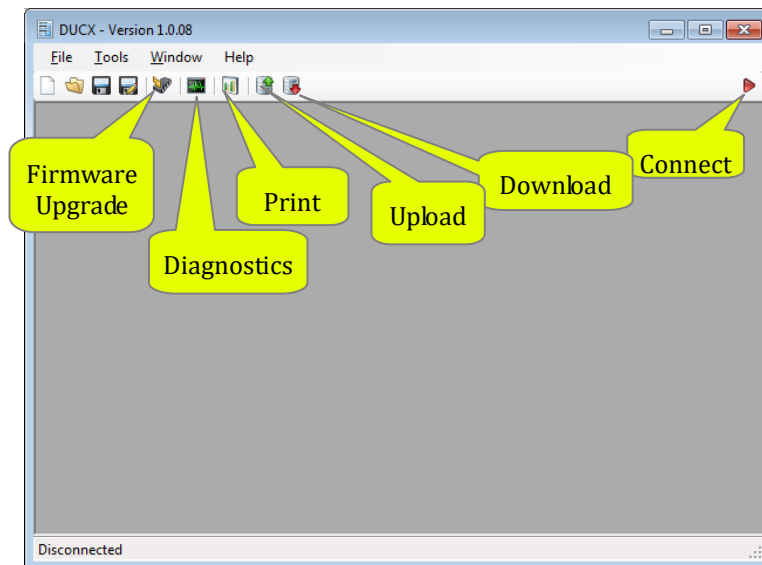 DUCX - Version 1.0.08
File Tools Window Help
Firmware
Upgrade
Diagnostics
Print
Upload
Download
Connect
Disconnected